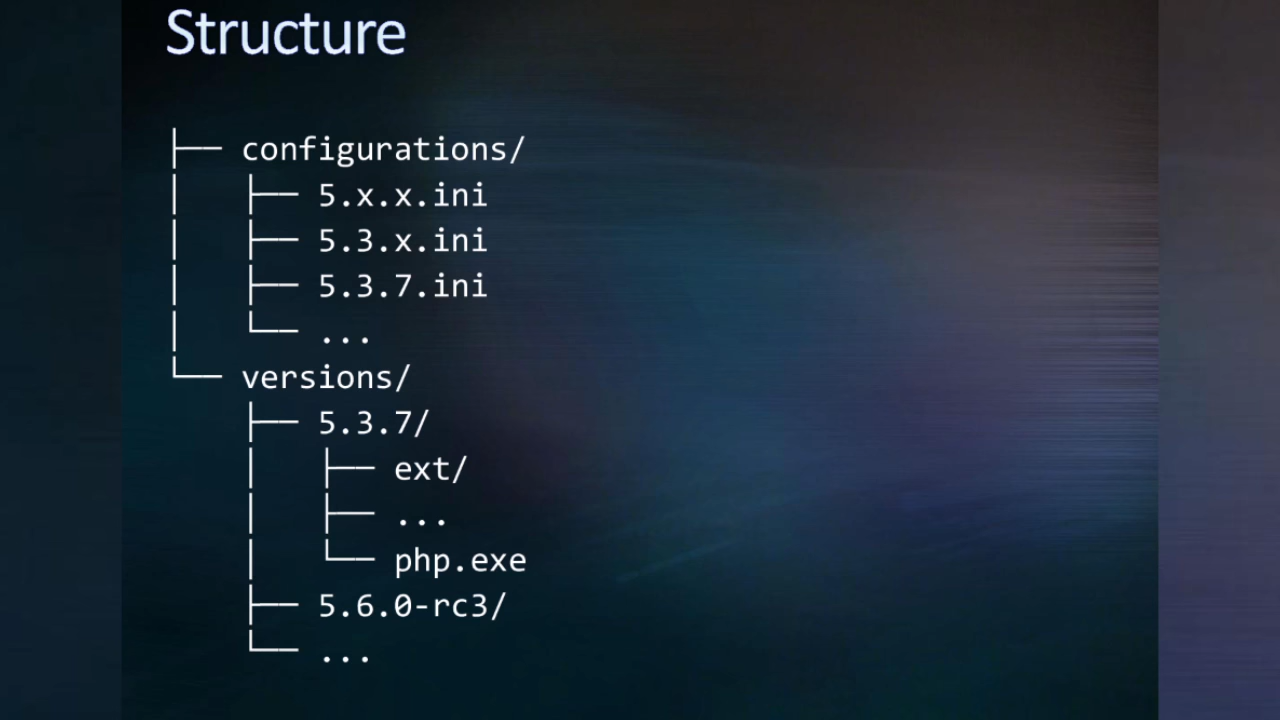 Structure
├── configurations/
│   ├── 5.x.x.ini
│   ├── 5.3.x.ini
│   ├── 5.3.7.ini
│   └── ...
└── versions/
    ├── 5.3.7/
    │   ├── ext/
    │   ├── ...
    │   └── php.exe
    ├── 5.6.0-rc3/
    └── ...